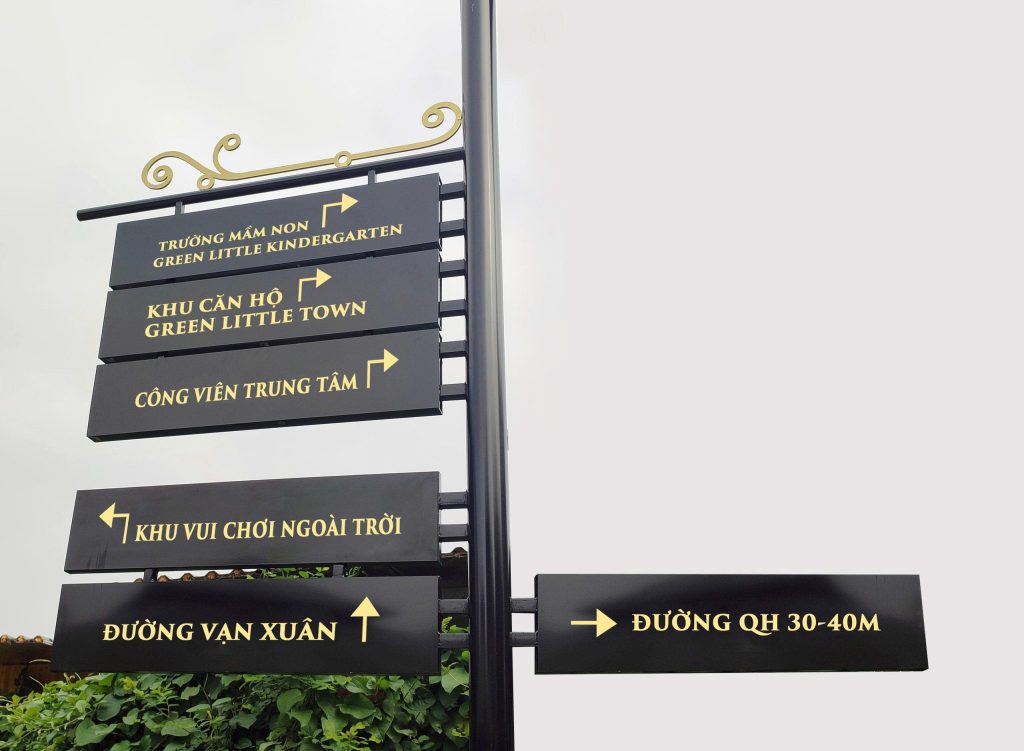 TRƯỜNG MẦM NON
GREEN LITTLE KINDERGARTEN
KHU CĂN HỘ
GREEN LITTLE TOWN
CÔNG VIÊN TRUNG TÂM
KHU VUI CHƠI NGOÀI TRỜI
ĐƯỜNG VẠN XUÂN
ĐƯỜNG QH 30-40M